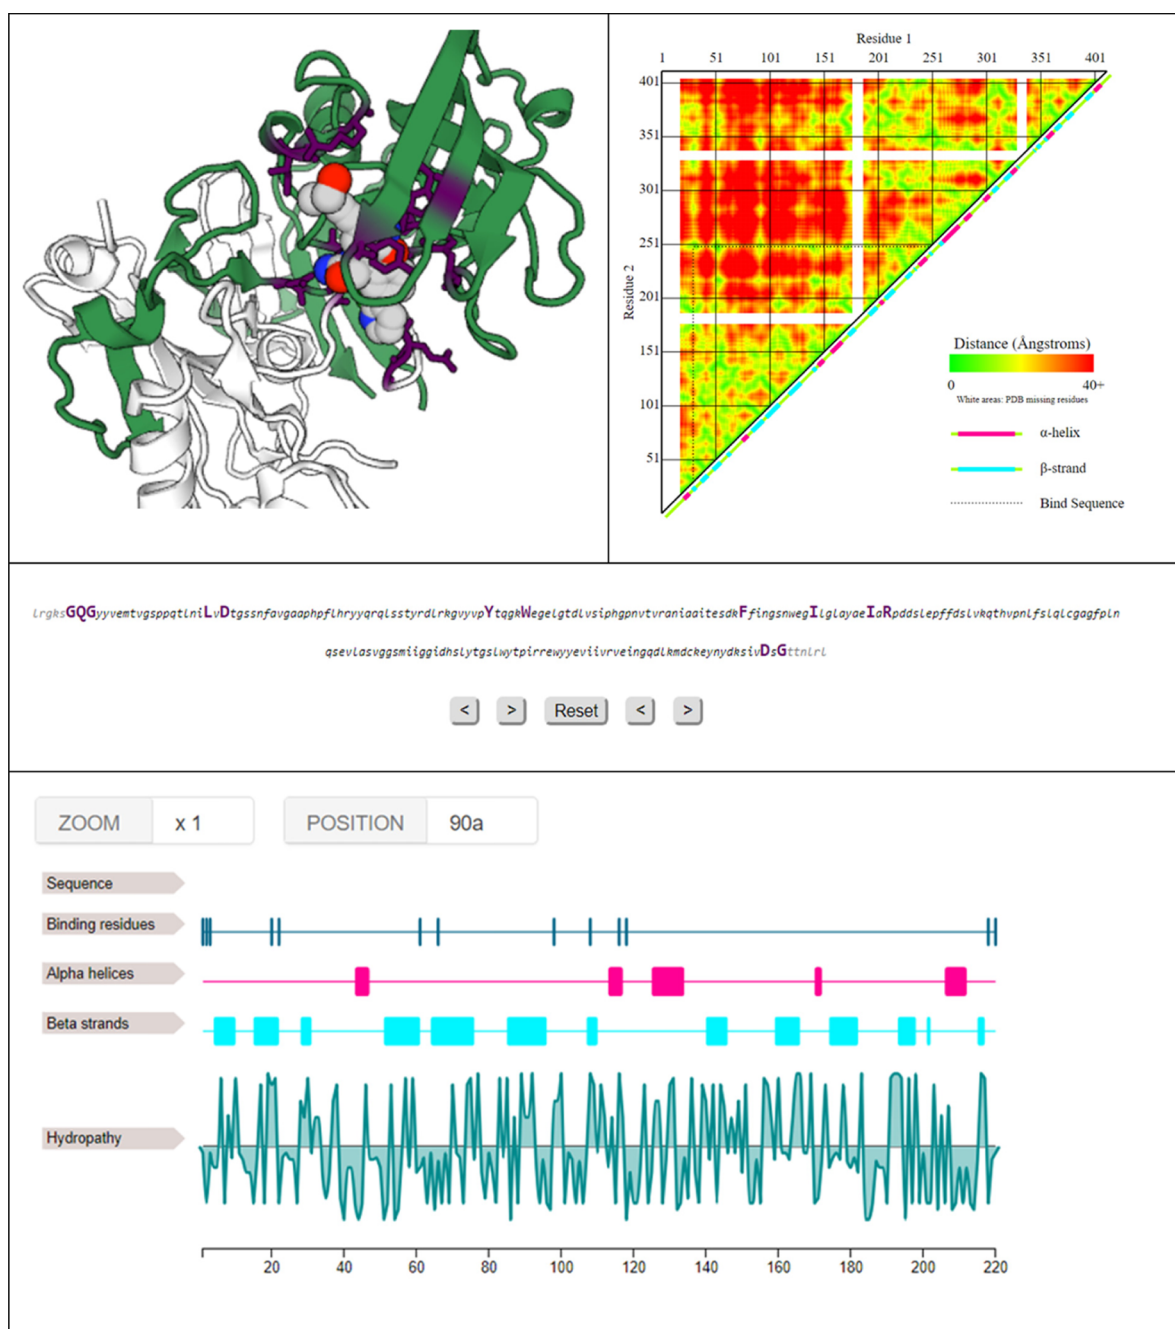 Residue 1
1 51 101 151 201 251 301 351 401
401
351
301
251
201
151
101
51
Residue 2
Distance (Ångstroms)
0 40+
White areas: PDB missing residues
α-helix
β-strand
Bind Sequence
lrgksGQGyyvemtvgsppqtlniLvDtgssnfavgaaphpflhryyqrqlsstyrdlrkgvyvpYtqgkWegelgtdlvsiphgpnvtvraniaaitesdkFfingsnwegIlglayaeIaRpddslepffdslvkqthvpnlfslqlcgagfpln
qsevlasvggsmiiggidhslytgslwytpirrewyyeviivrveingqdlkmdckeynydksivDsGttnlrl
< > Reset < >
ZOOM x 1 POSITION 90a
Sequence
Binding residues
Alpha helices
Beta strands
Hydropathy
20 40 60 80 100 120 140 160 180 200 220